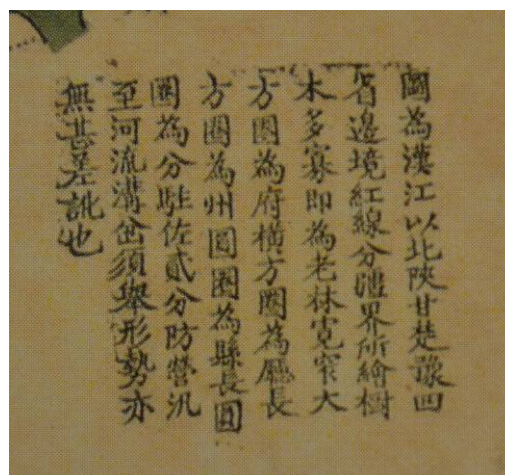 圖為漢江以北陝甘楚豫四
省邊境紅線分溰界所繪樹
木多寡即為老林寬窄大
方圈為府橫方圈為廳長
方圈為州圓圈為縣長圓
圈為分駐佐貳分防營汛
至河流溝岔須舉形勢亦
無甚差訛也